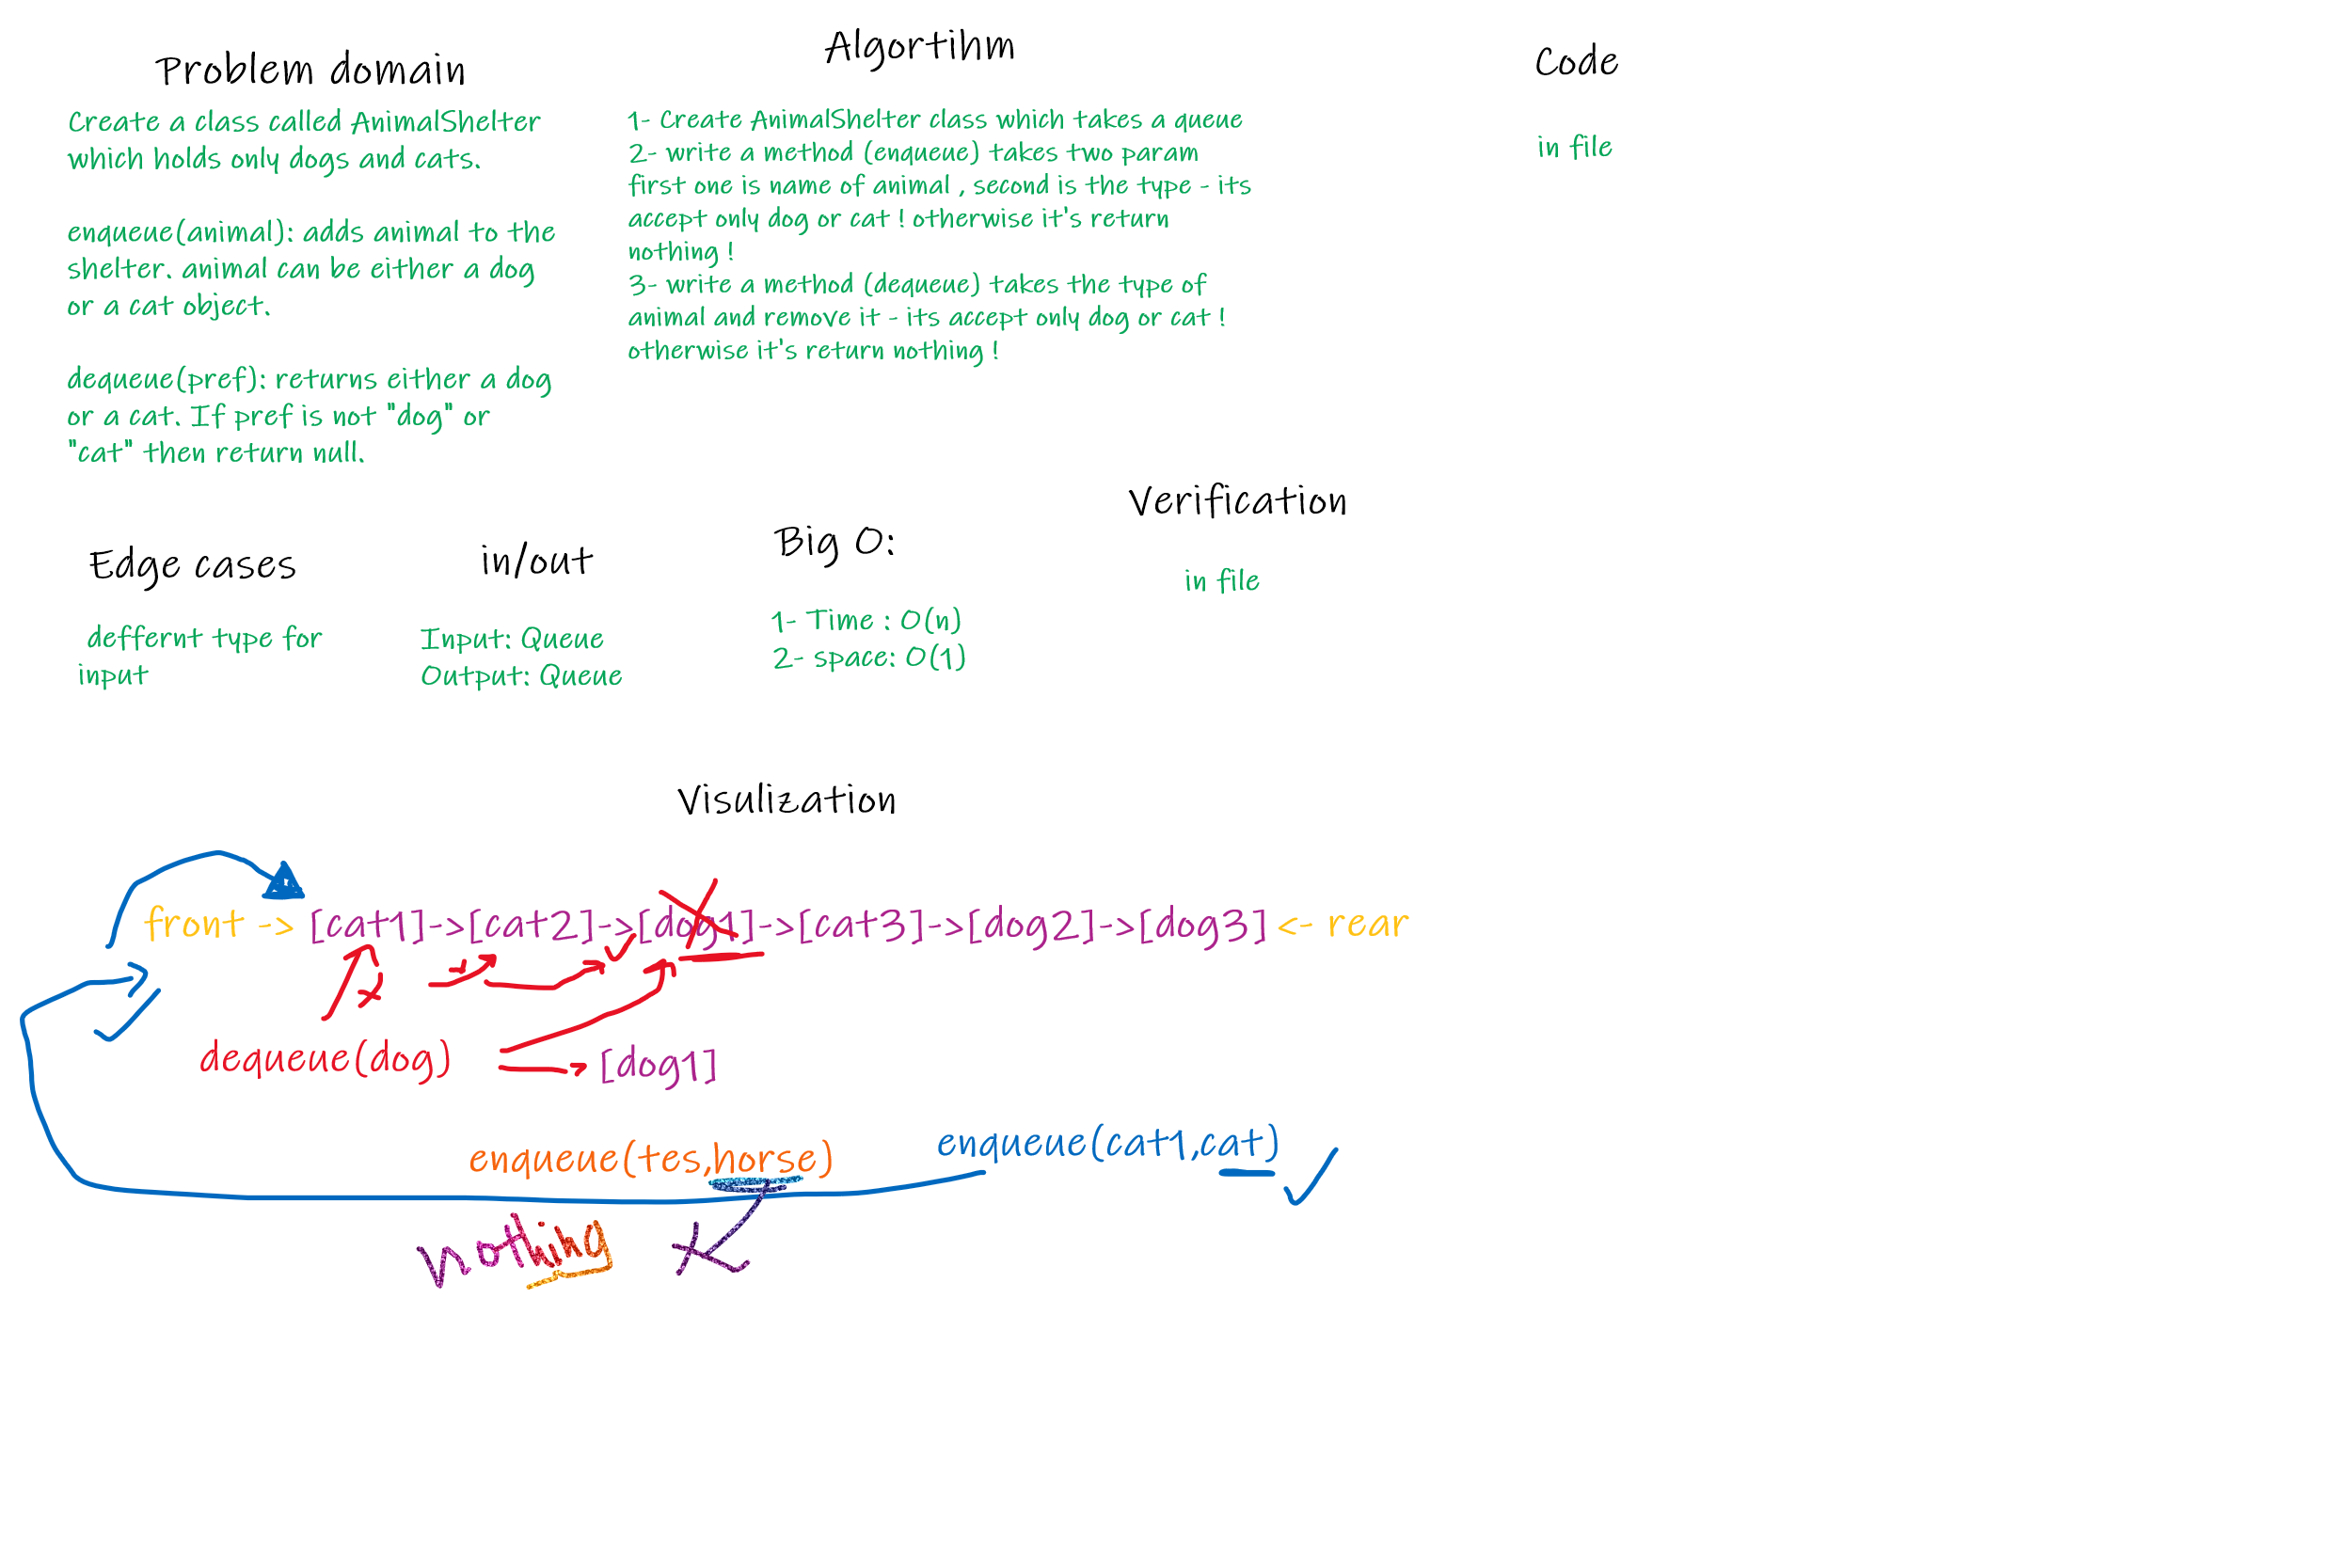 Problem domain
Create a class called AnimalShelter
which holds only dogs and cats.
enqueue(animal): adds animal to the
shelter. animal can be either a dog
or a cat object.
dequeue(pref): returns either a dog
or a cat. If pref is not "dog" or
"cat" then return null.
Algortihm
1- Create AnimalShelter class which takes a queue
2- write a method (enqueue) takes two param
first one is name of animal , second is the type - its
accept only dog or cat ! otherwise it's return
nothing !
3- write a method (dequeue) takes the type of
animal and remove it - its accept only dog or cat !
otherwise it's return nothing !
Code
in file
Edge cases
deffernt type for
input
in/out
Input: Queue
Output: Queue
Big O:
1- Time : O(n)
2- space: O(1)
Verification
in file
Visulization
front -> [cat1]->[cat2]->[dog1]->[cat3]->[dog2]->[dog3] <- rear
dequeue(dog) [dog1]
enqueue(tes,horse) enqueue(cat1,cat)
nothing